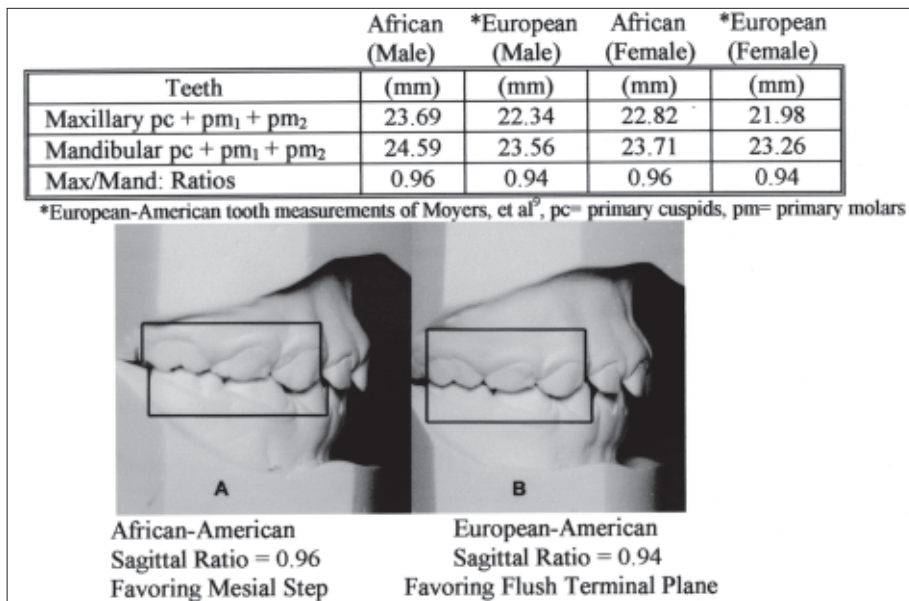 African *European African *European
(Male) (Male) (Female) (Female)
Teeth (mm) (mm) (mm) (mm)
Maxillary pc + pm₁ + pm₂ 23.69 22.34 22.82 21.98
Mandibular pc + pm₁ + pm₂ 24.59 23.56 23.71 23.26
Max/Mand: Ratios 0.96 0.94 0.96 0.94
*European-American tooth measurements of Moyers, et al⁹, pc= primary cuspids, pm= primary molars
A B
African-American European-American
Sagittal Ratio = 0.96 Sagittal Ratio = 0.94
Favoring Mesial Step Favoring Flush Terminal Plane